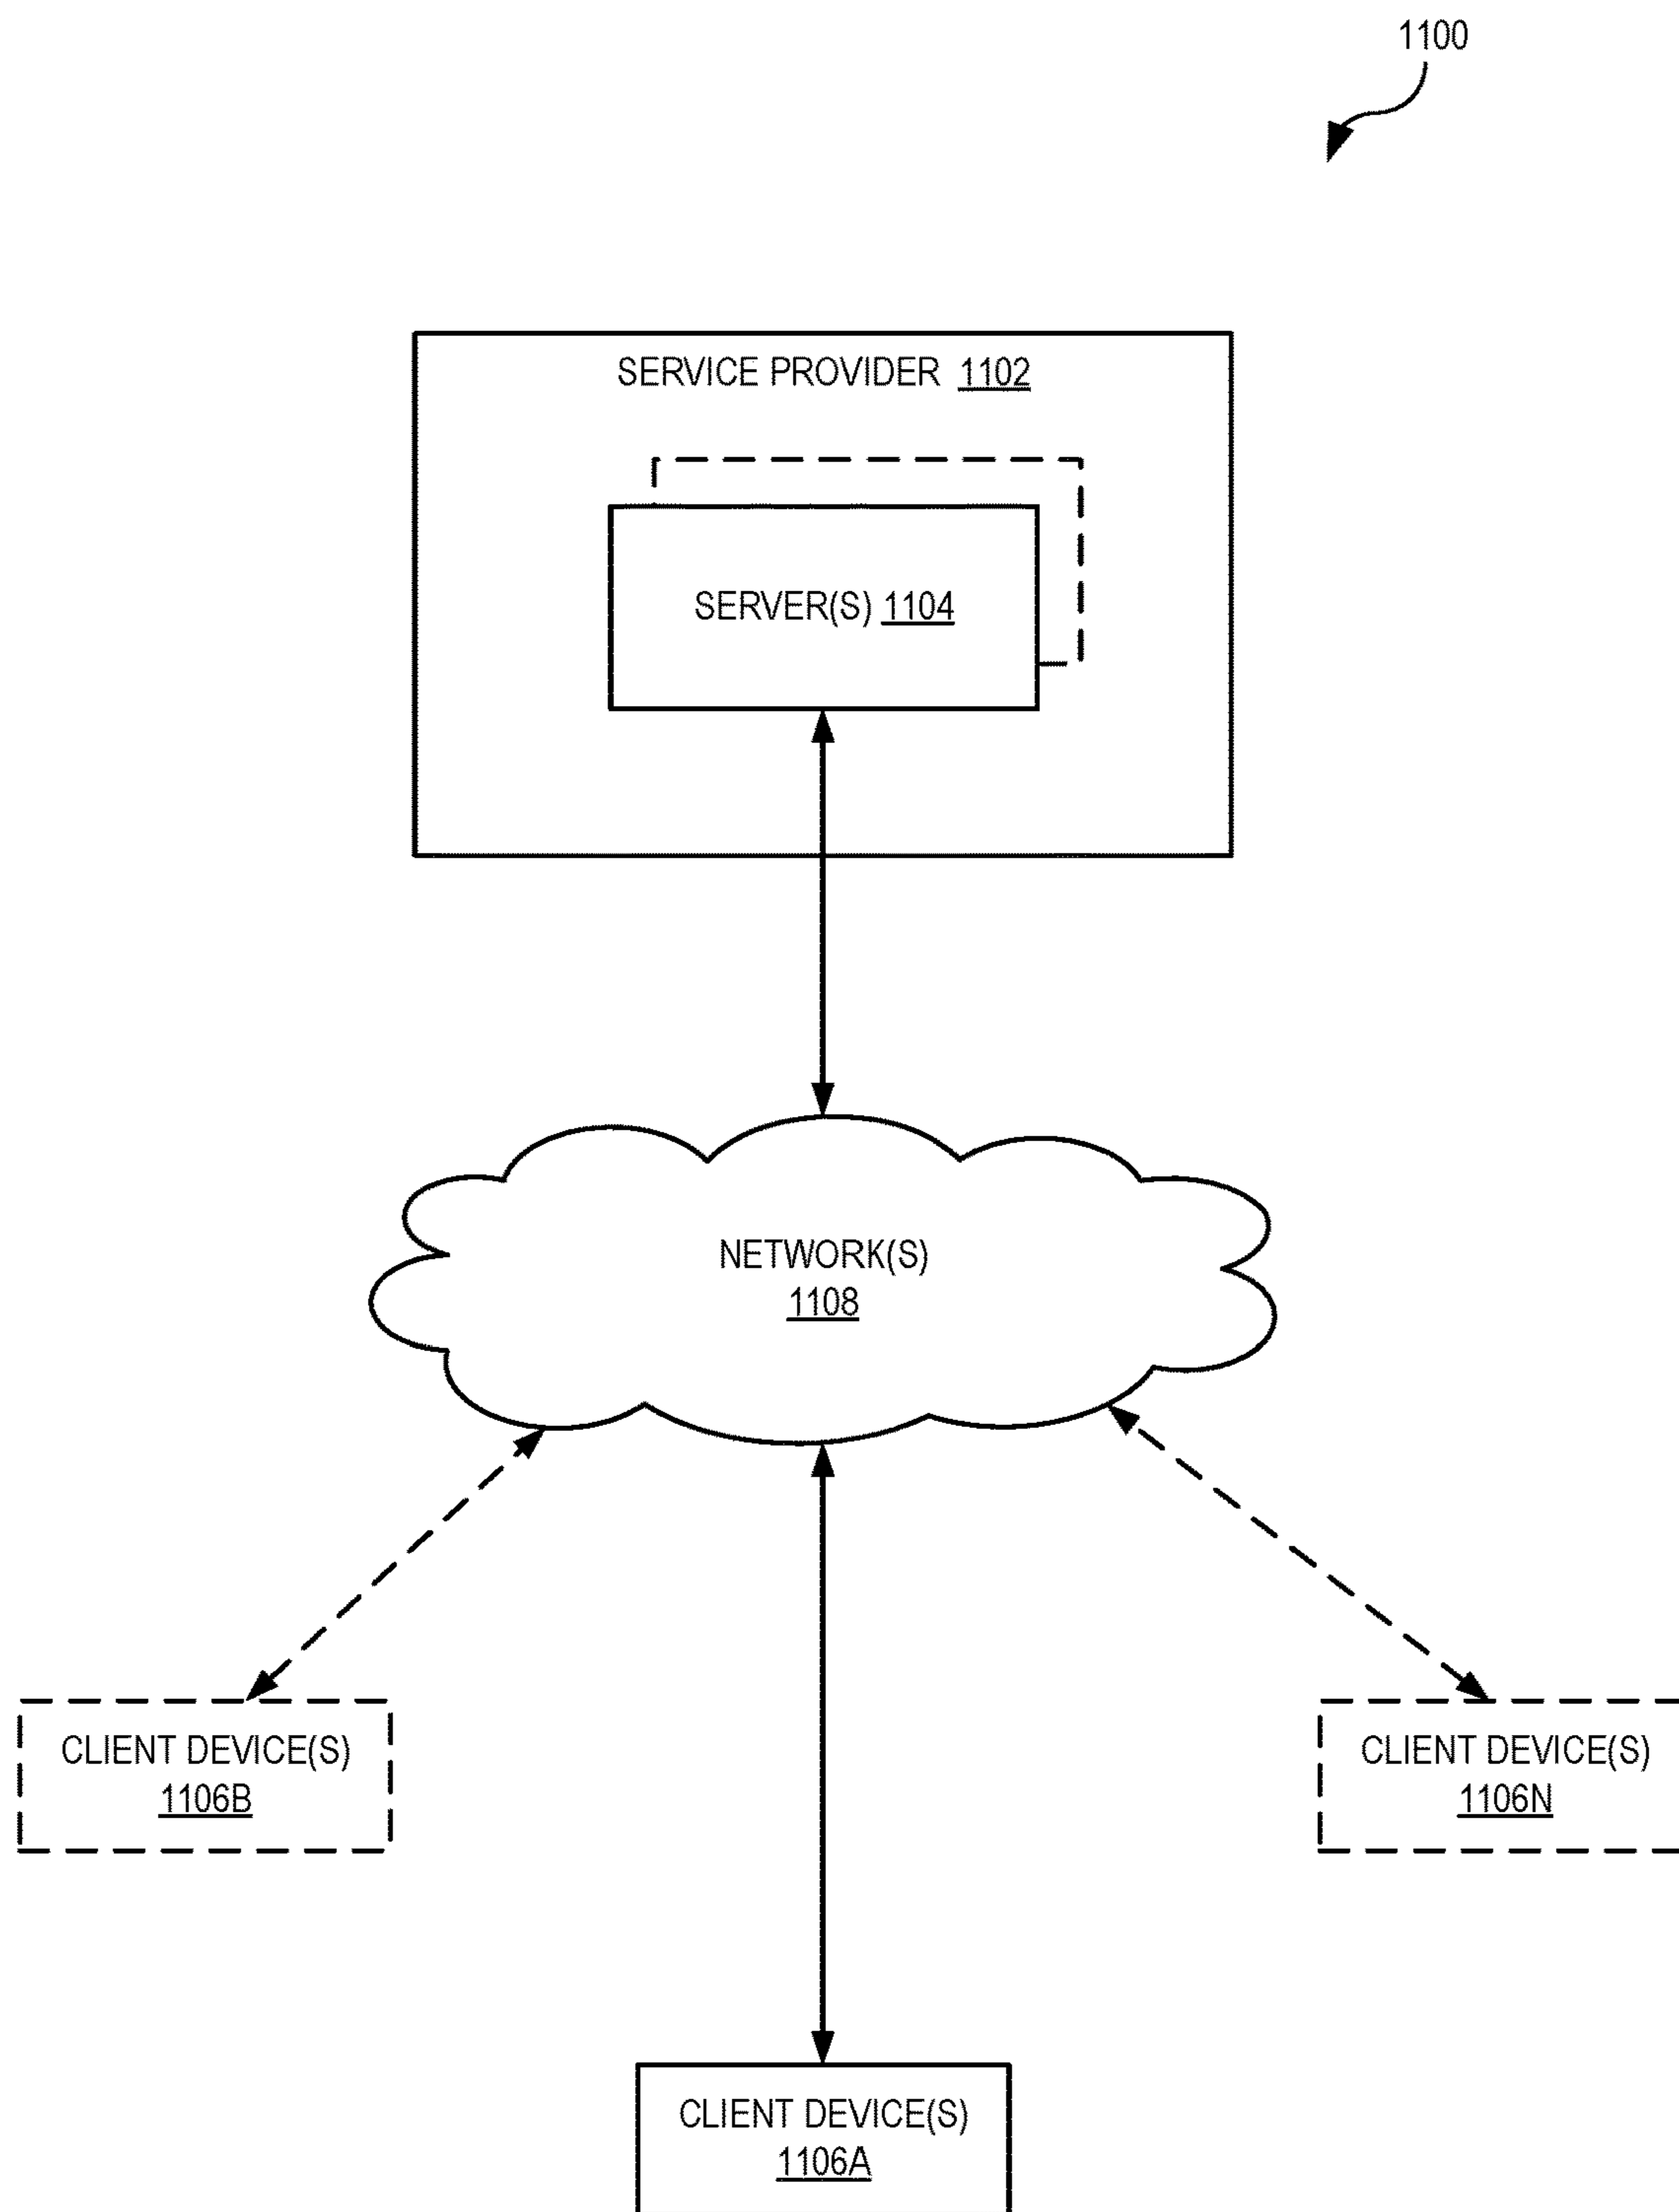 1100
SERVICE PROVIDER 1102
SERVER(S) 1104
NETWORK(S)
1108
CLIENT DEVICE(S)
1106B
CLIENT DEVICE(S)
1106N
CLIENT DEVICE(S)
1106A